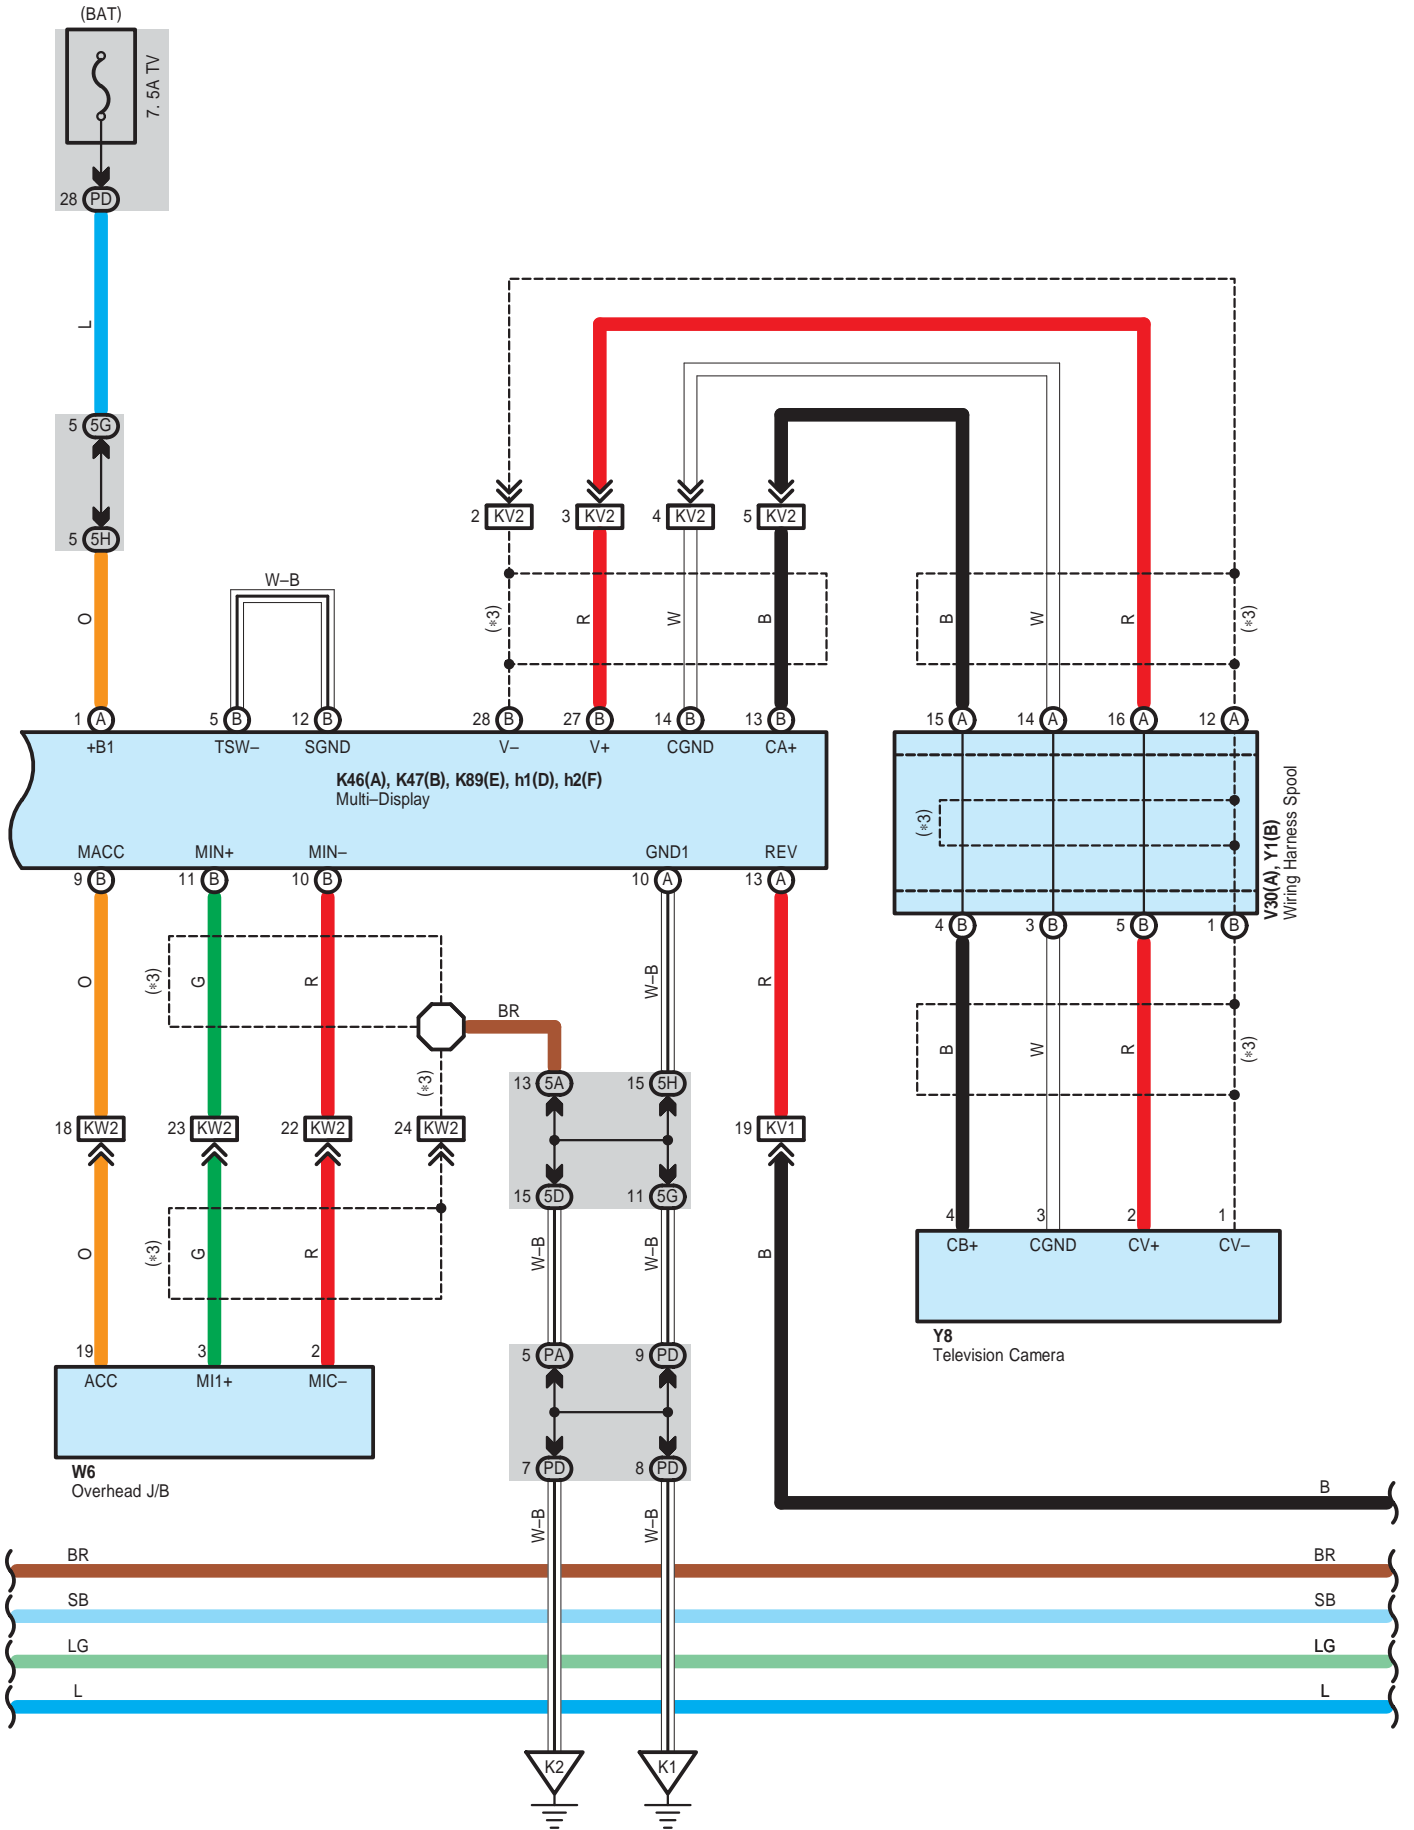 (BAT)
7. 5A TV
28 PD
L
5 5G
5 5H
2 KV2 3 KV2 4 KV2 5 KV2
W–B
O (∗3) R W B B W R (∗3)
1 A 5 B 12 B 28 B 27 B 14 B 13 B 15 A 14 A 16 A 12 A
+B1 TSW– SGND V– V+ CGND CA+
K46(A), K47(B), K89(E), h1(D), h2(F)
Multi–Display
(∗3)
V30(A), Y1(B)
Wiring Harness Spool
MACC MIN+ MIN– GND1 REV
9 B 11 B 10 B 10 A 13 A
4 B 3 B 5 B 1 B
O (∗3) G R W–B R
BR
B W R (∗3)
(∗3)
13 5A 15 5H
18 KW2 23 KW2 22 KW2 24 KW2 19 KV1
15 5D 11 5G
4 3 2 1
CB+ CGND CV+ CV–
O (∗3) G R W–B W–B B
Y8
Television Camera
19 3 2
5 PA 9 PD
ACC MI1+ MIC–
W6
Overhead J/B
7 PD 8 PD
B
W–B W–B
BR BR
SB SB
LG LG
L L
K2 K1